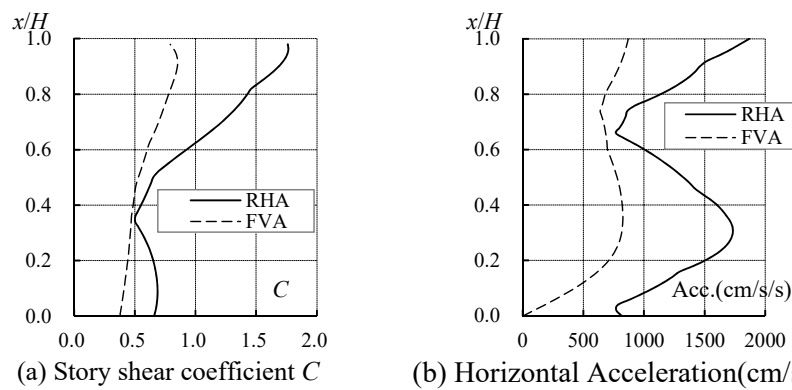 x/H
1.0
0.8
0.6
0.4
0.2
0.0
RHA
FVA
C
0.0 0.5 1.0 1.5 2.0
(a) Story shear coefficient C
x/H
1.0
0.8
0.6
0.4
0.2
0.0
RHA
FVA
Acc.(cm/s/s)
0 500 1000 1500 2000
(b) Horizontal Acceleration(cm/